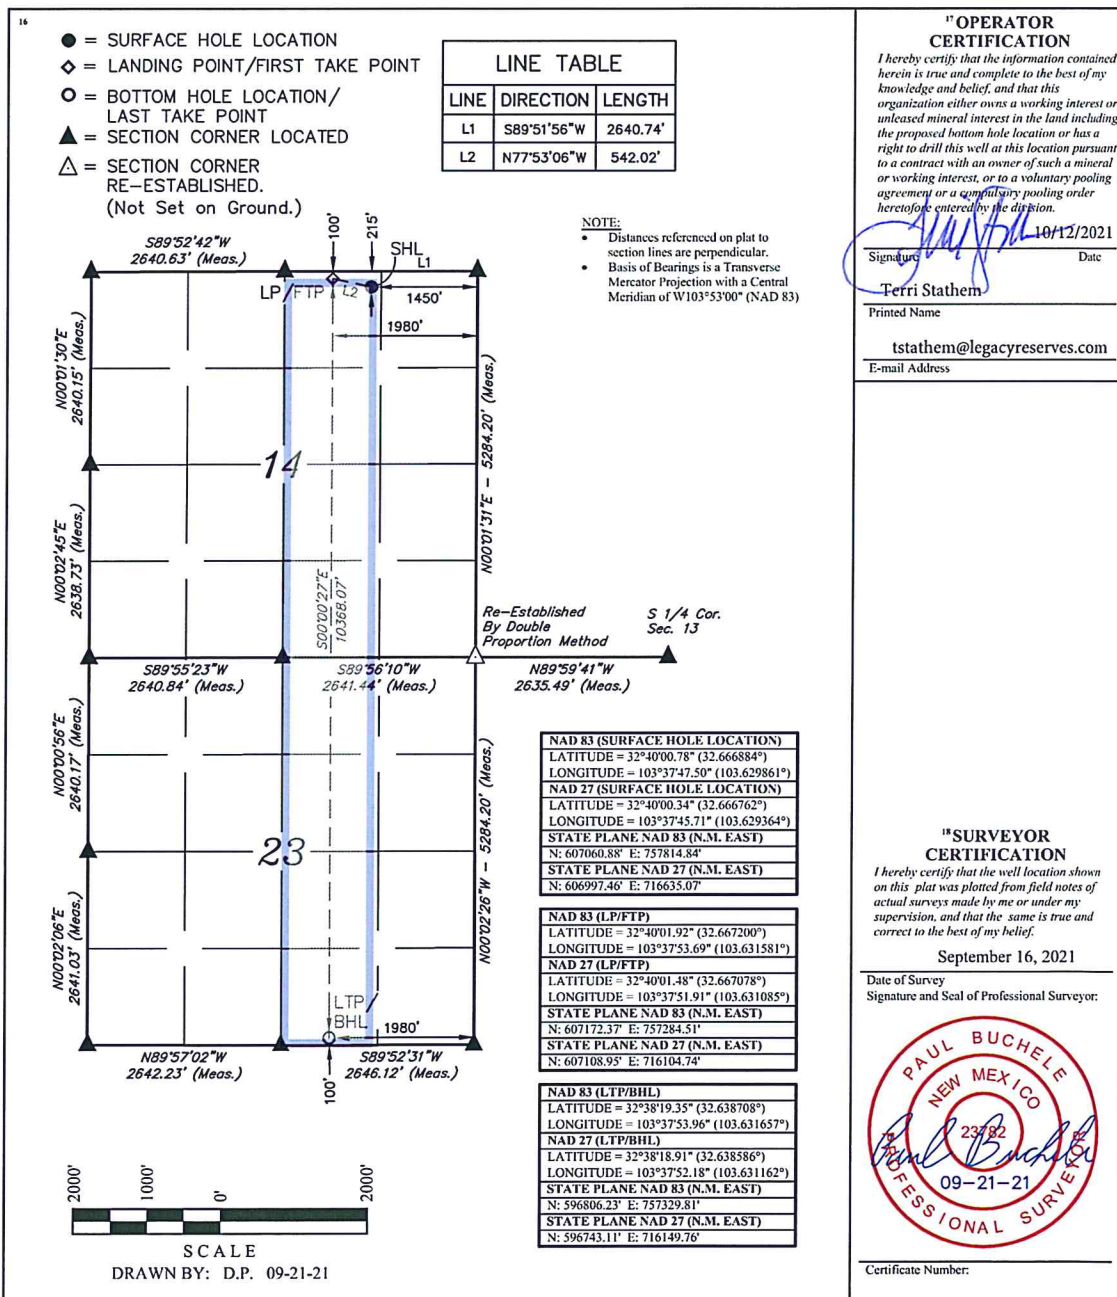 16
= SURFACE HOLE LOCATION
= LANDING POINT/FIRST TAKE POINT
= BOTTOM HOLE LOCATION/
LAST TAKE POINT
= SECTION CORNER LOCATED
= SECTION CORNER
RE-ESTABLISHED.
(Not Set on Ground.)
LINE TABLE
LINE DIRECTION LENGTH
L1 S89°51'56"W 2640.74'
L2 N77°53'06"W 542.02'
NOTE:
• Distances referenced on plat to
section lines are perpendicular.
• Basis of Bearings is a Transverse
Mercator Projection with a Central
Meridian of W103°53'00" (NAD 83)
S89°52'42"W
2640.63' (Meas.)
100'
215'
SHL
L1
LP/FTP
L2
1450'
1980'
N00°01'30"E
2640.15' (Meas.)
14
N00°01'31"E - 5284.20' (Meas.)
N00°02'45"E
2638.73' (Meas.)
S00°00'27"E
10368.07'
Re-Established
By Double
Proportion Method
S 1/4 Cor.
Sec. 13
S89°55'23"W
2640.84' (Meas.)
S89°56'10"W
2641.44' (Meas.)
N89°59'41"W
2635.49' (Meas.)
N00°00'56"E
2640.17' (Meas.)
23
N00°02'26"W - 5284.20' (Meas.)
N00°02'06"E
2641.03' (Meas.)
LTP/
BHL
1980'
N89°57'02"W
2642.23' (Meas.)
S89°52'31"W
2646.12' (Meas.)
100'
NAD 83 (SURFACE HOLE LOCATION)
LATITUDE = 32°40'00.78" (32.666884°)
LONGITUDE = 103°37'47.50" (103.629861°)
NAD 27 (SURFACE HOLE LOCATION)
LATITUDE = 32°40'00.34" (32.666762°)
LONGITUDE = 103°37'45.71" (103.629364°)
STATE PLANE NAD 83 (N.M. EAST)
N: 607060.88' E: 757814.84'
STATE PLANE NAD 27 (N.M. EAST)
N: 606997.46' E: 716635.07'
NAD 83 (LP/FTP)
LATITUDE = 32°40'01.92" (32.667200°)
LONGITUDE = 103°37'53.69" (103.631581°)
NAD 27 (LP/FTP)
LATITUDE = 32°40'01.48" (32.667078°)
LONGITUDE = 103°37'51.91" (103.631085°)
STATE PLANE NAD 83 (N.M. EAST)
N: 607172.37' E: 757284.51'
STATE PLANE NAD 27 (N.M. EAST)
N: 607108.95' E: 716104.74'
NAD 83 (LTP/BHL)
LATITUDE = 32°38'19.35" (32.638708°)
LONGITUDE = 103°37'53.96" (103.631657°)
NAD 27 (LTP/BHL)
LATITUDE = 32°38'18.91" (32.638586°)
LONGITUDE = 103°37'52.18" (103.631162°)
STATE PLANE NAD 83 (N.M. EAST)
N: 596806.23' E: 757329.81'
STATE PLANE NAD 27 (N.M. EAST)
N: 596743.11' E: 716149.76'
2000' 1000' 0' 2000'
SCALE
DRAWN BY: D.P. 09-21-21
17 OPERATOR
CERTIFICATION
I hereby certify that the information contained
herein is true and complete to the best of my
knowledge and belief, and that this
organization either owns a working interest or
unleased mineral interest in the land including
the proposed bottom hole location or has a
right to drill this well at this location pursuant
to a contract with an owner of such a mineral
or working interest, or to a voluntary pooling
agreement or a compulsory pooling order
heretofore entered by the division.
10/12/2021
Signature Date
Terri Stathem
Printed Name
tstathem@legacyreserves.com
E-mail Address
18 SURVEYOR
CERTIFICATION
I hereby certify that the well location shown
on this plat was plotted from field notes of
actual surveys made by me or under my
supervision, and that the same is true and
correct to the best of my belief.
September 16, 2021
Date of Survey
Signature and Seal of Professional Surveyor:
PAUL BUCHELE
NEW MEXICO
23782
Paul Buchele
09-21-21
PROFESSIONAL SURVEYOR
Certificate Number: